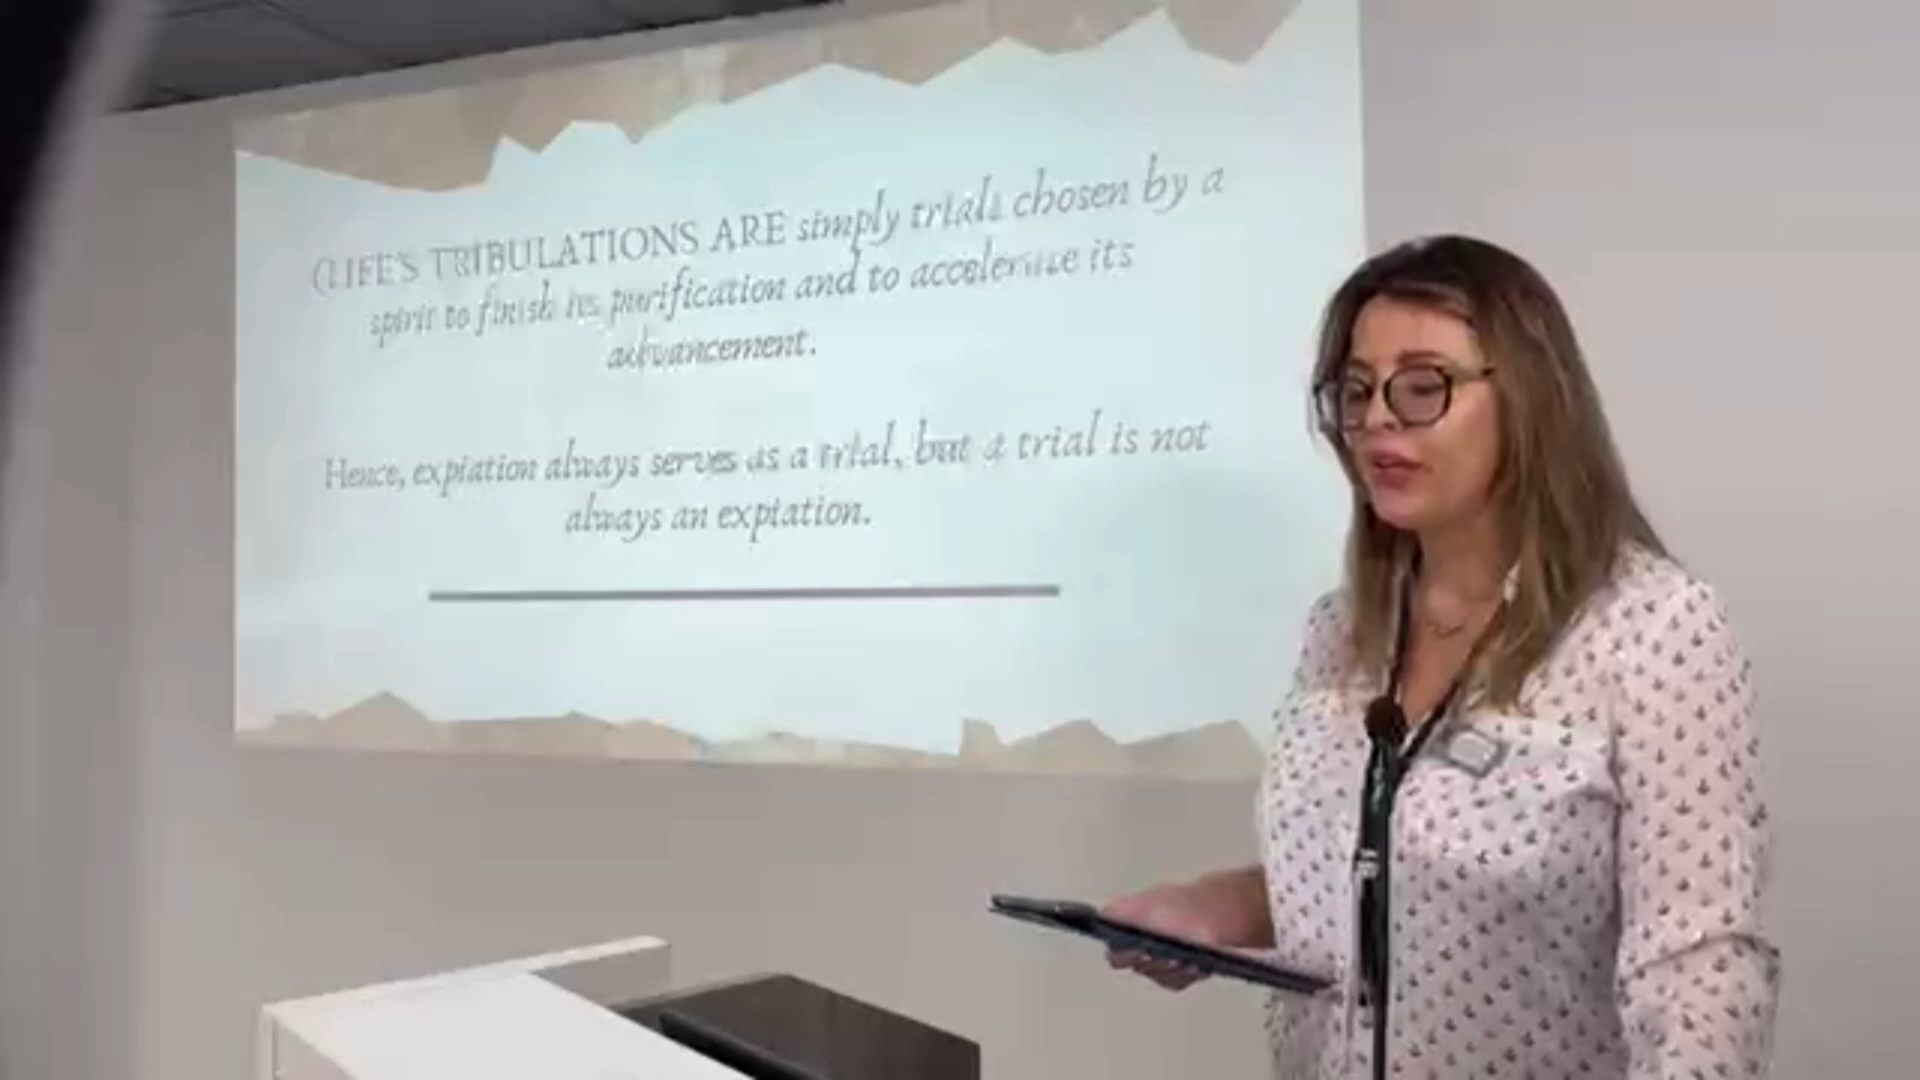 (LIFE'S TRIBULATIONS ARE simply trials chosen by a
spirit to finish its purification and to accelerate its
advancement.
Hence, expiation always serves as a trial, but a trial is not
always an expiation.